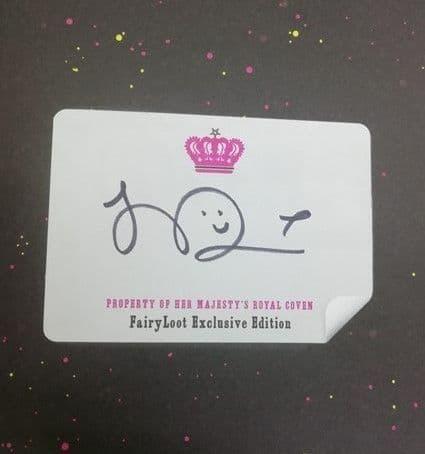 PROPERTY OF HER MAJESTY'S ROYAL COVEN
FairyLoot Exclusive Edition